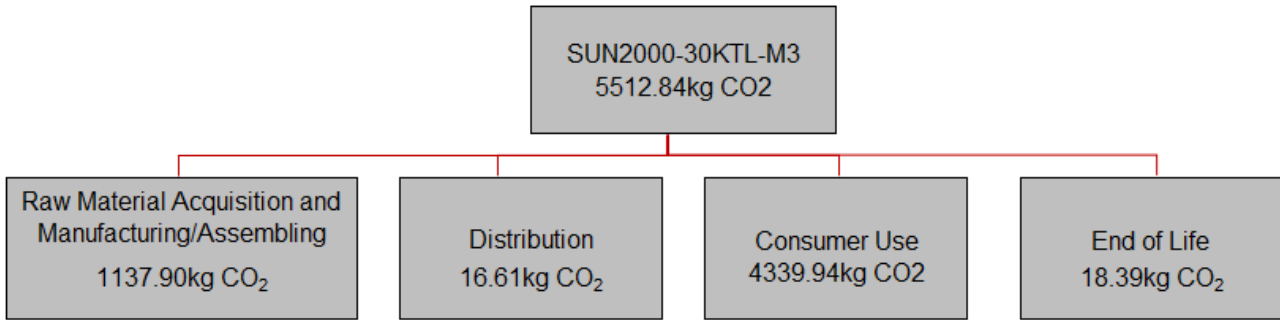 SUN2000-30KTL-M3
5512.84kg CO2
Raw Material Acquisition and
Manufacturing/Assembling
1137.90kg CO₂
Distribution
16.61kg CO₂
Consumer Use
4339.94kg CO2
End of Life
18.39kg CO₂